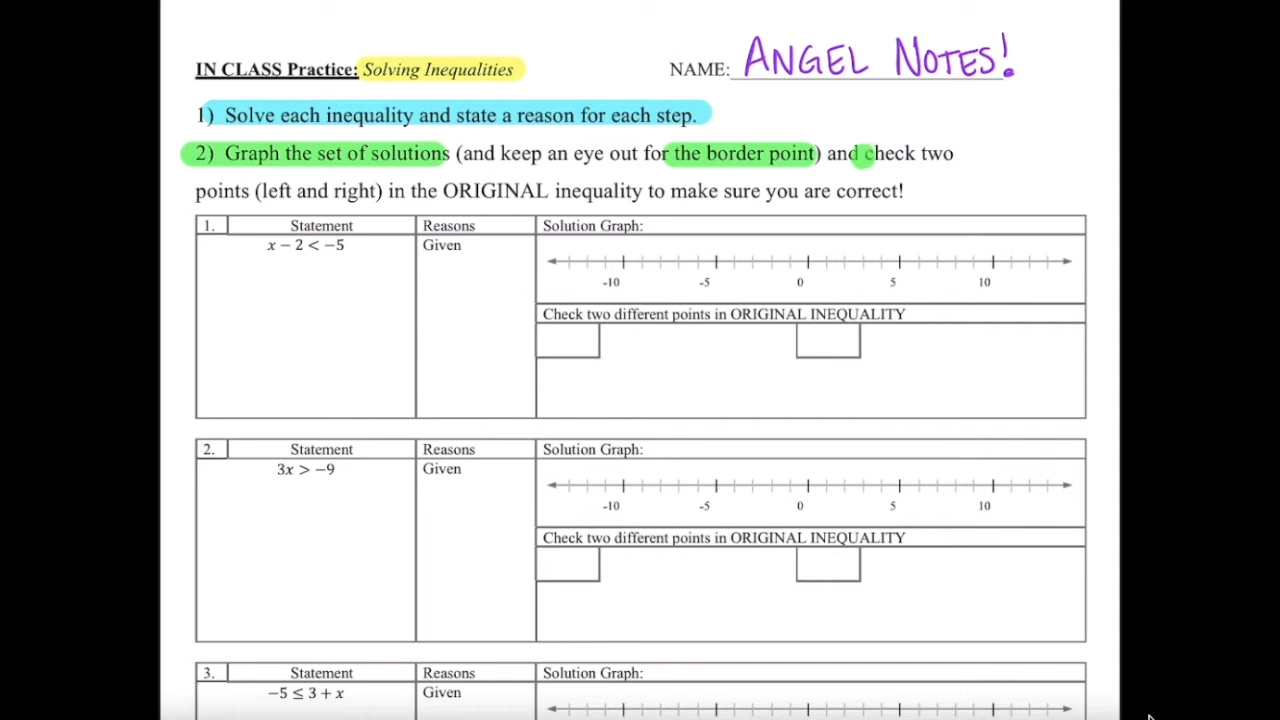 IN CLASS Practice: Solving Inequalities NAME: ANGEL NOTES!
1) Solve each inequality and state a reason for each step.
2) Graph the set of solutions (and keep an eye out for the border point) and check two
points (left and right) in the ORIGINAL inequality to make sure you are correct!
1. Statement Reasons Solution Graph:
x − 2 < −5 Given
-10 -5 0 5 10
Check two different points in ORIGINAL INEQUALITY
2. Statement Reasons Solution Graph:
3x > −9 Given
-10 -5 0 5 10
Check two different points in ORIGINAL INEQUALITY
3. Statement Reasons Solution Graph:
−5 ≤ 3 + x Given